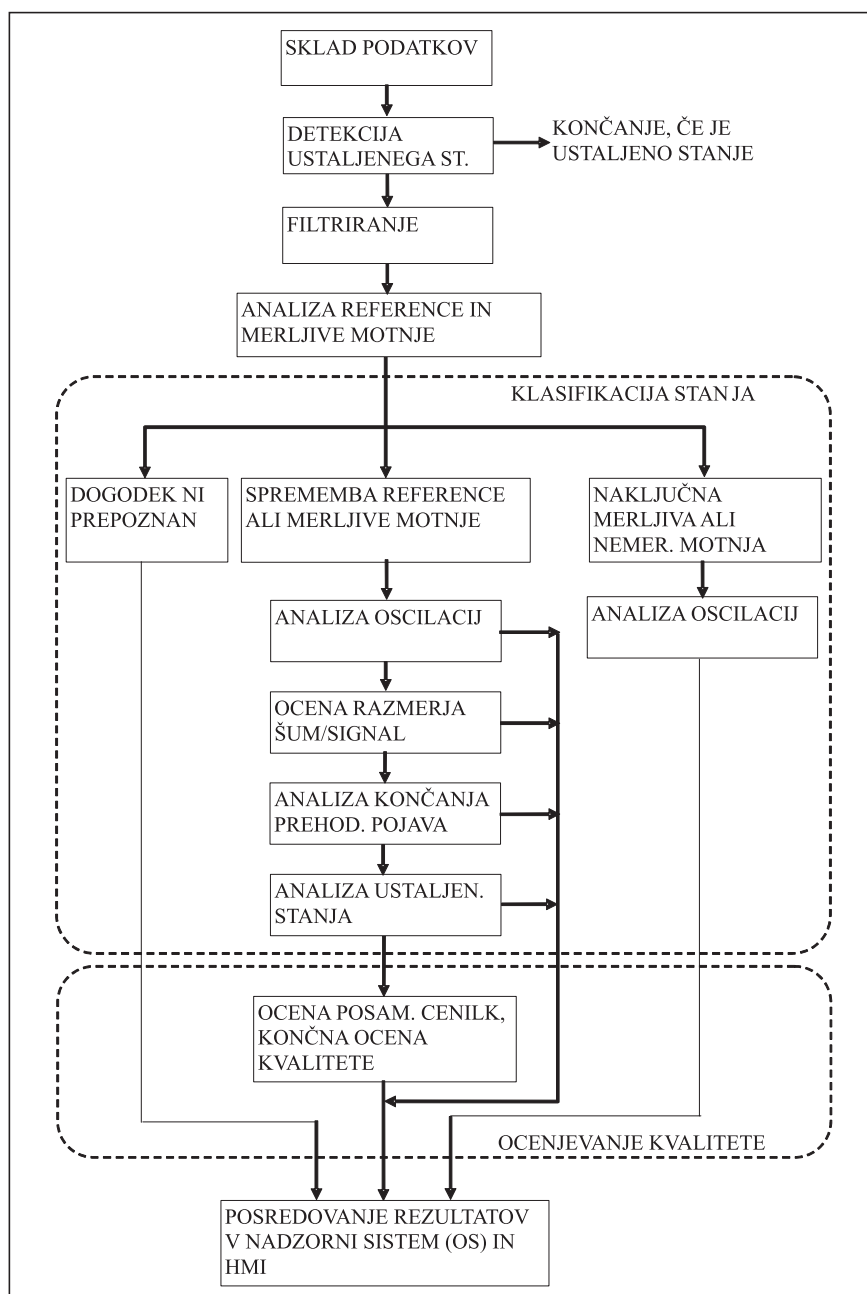 SKLAD PODATKOV
DETEKCIJA
USTALJENEGA ST.
KONČANJE, ČE JE
USTALJENO STANJE
FILTRIRANJE
ANALIZA REFERENCE IN
MERLJIVE MOTNJE
KLASIFIKACIJA STANJA
DOGODEK NI
PREPOZNAN
SPREMEMBA REFERENCE
ALI MERLJIVE MOTNJE
NAKLJUČNA
MERLJIVA ALI
NEMER. MOTNJA
ANALIZA OSCILACIJ
ANALIZA OSCILACIJ
OCENA RAZMERJA
ŠUM/SIGNAL
ANALIZA KONČANJA
PREHOD. POJAVA
ANALIZA USTALJEN.
STANJA
OCENA POSAM. CENILK,
KONČNA OCENA
KVALITETE
OCENJEVANJE KVALITETE
POSREDOVANJE REZULTATOV
V NADZORNI SISTEM (OS) IN
HMI